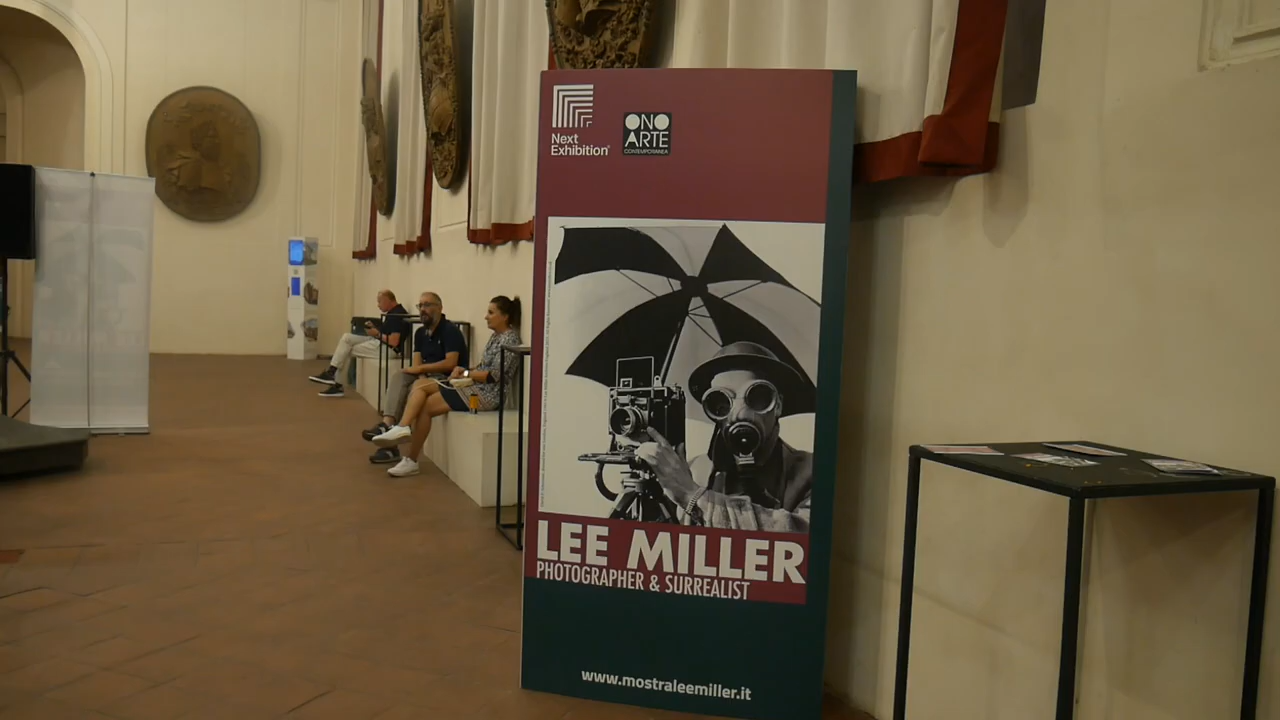 Next
Exhibition
ONO
ARTE
CONTEMPORANEA
LEE MILLER
PHOTOGRAPHER & SURREALIST
www.mostraleemiller.it